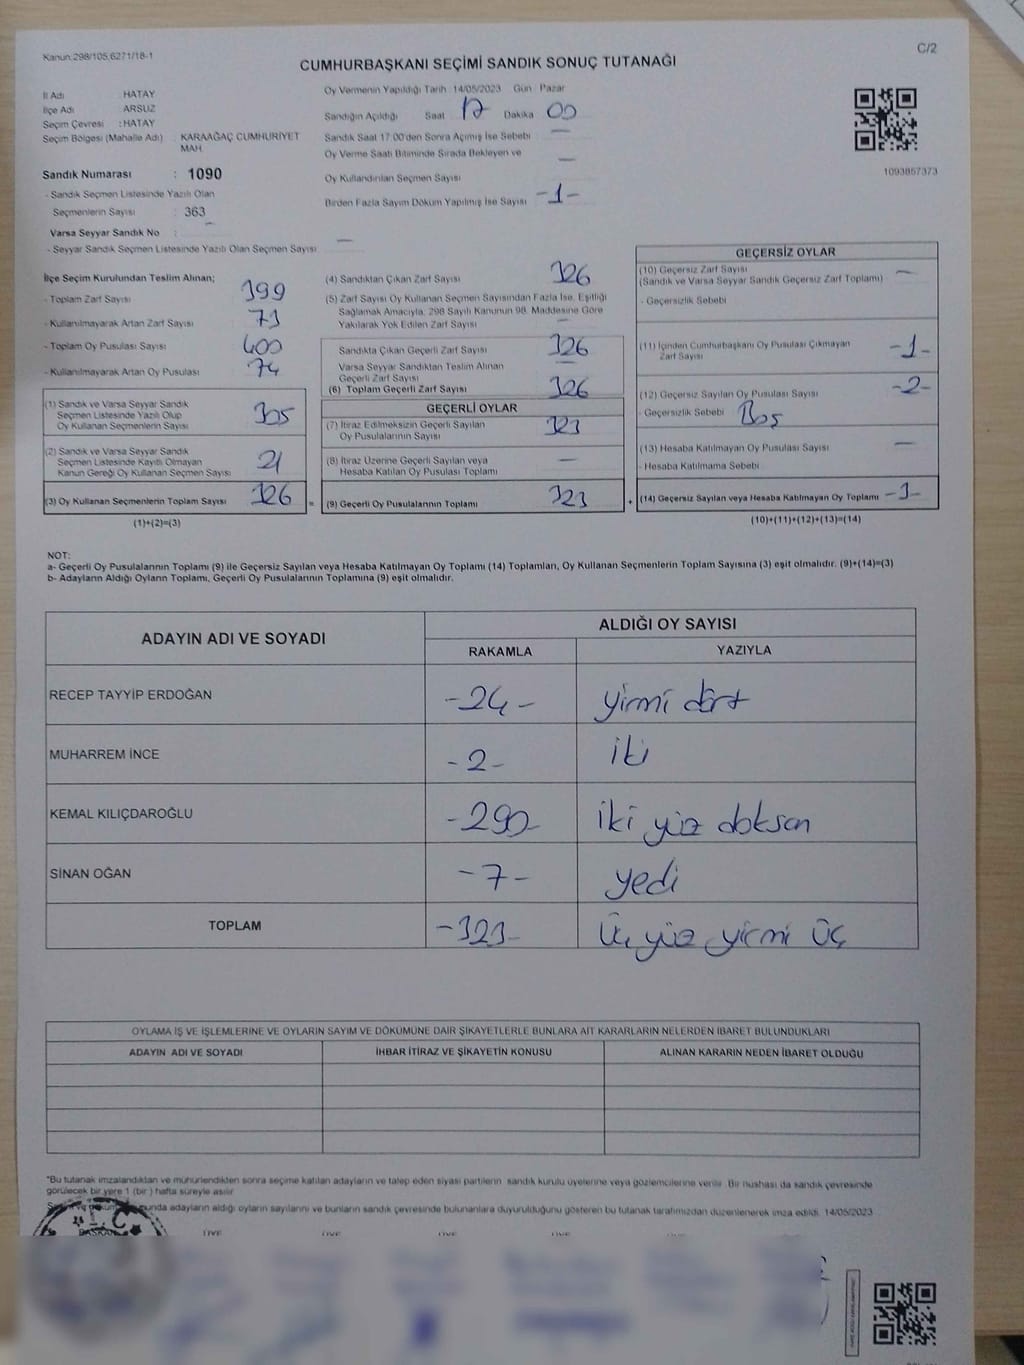 Kanun:298/105,6271/18-1
C/2
CUMHURBAŞKANI SEÇİMİ SANDIK SONUÇ TUTANAĞI
İl Adı : HATAY
İlçe Adı : ARSUZ
Seçim Çevresi : HATAY
Seçim Bölgesi (Mahalle Adı) : KARAAĞAÇ CUMHURİYET
MAH.
Sandık Numarası : 1090
- Sandık Seçmen Listesinde Yazılı Olan
Seçmenlerin Sayısı : 363
Varsa Seyyar Sandık No : -
- Seyyar Sandık Seçmen Listesinde Yazılı Olan Seçmen Sayısı : -
Oy Vermenin Yapıldığı Tarih 14/05/2023 Gün Pazar
Sandığın Açıldığı Saat 17 Dakika 00
Sandık Saat 17:00'den Sonra Açılmış İse Sebebi -
Oy Verme Saati Bitiminde Sırada Bekleyen ve
Oy Kullandırılan Seçmen Sayısı -
Birden Fazla Sayım Döküm Yapılmış İse Sayısı -1-
1093857373
İlçe Seçim Kurulundan Teslim Alınan;
- Toplam Zarf Sayısı 399
- Kullanılmayarak Artan Zarf Sayısı 73
- Toplam Oy Pusulası Sayısı 400
- Kullanılmayarak Artan Oy Pusulası 74
(1) Sandık ve Varsa Seyyar Sandık
Seçmen Listesinde Yazılı Olup
Oy Kullanan Seçmenlerin Sayısı 305
(2) Sandık ve Varsa Seyyar Sandık
Seçmen Listesinde Kayıtlı Olmayan
Kanun Gereği Oy Kullanan Seçmen Sayısı 21
(3) Oy Kullanan Seçmenlerin Toplam Sayısı 326 =
(1)+(2)=(3)
(4) Sandıktan Çıkan Zarf Sayısı 326
(5) Zarf Sayısı Oy Kullanan Seçmen Sayısından Fazla İse, Eşitliği
Sağlamak Amacıyla, 298 Sayılı Kanunun 98. Maddesine Göre
Yakılarak Yok Edilen Zarf Sayısı -
Sandıkta Çıkan Geçerli Zarf Sayısı 326
Varsa Seyyar Sandıktan Teslim Alınan
Geçerli Zarf Sayısı -
(6) Toplam Geçerli Zarf Sayısı 326
GEÇERLİ OYLAR
(7) İtiraz Edilmeksizin Geçerli Sayılan
Oy Pusulalarının Sayısı 323
(8) İtiraz Üzerine Geçerli Sayılan veya
Hesaba Katılan Oy Pusulası Toplamı -
(9) Geçerli Oy Pusulalarının Toplamı 323 +
GEÇERSİZ OYLAR
(10) Geçersiz Zarf Sayısı -
(Sandık ve Varsa Seyyar Sandık Geçersiz Zarf Toplamı)
- Geçersizlik Sebebi
(11) İçinden Cumhurbaşkanı Oy Pusulası Çıkmayan
Zarf Sayısı -1-
(12) Geçersiz Sayılan Oy Pusulası Sayısı -2-
- Geçersizlik Sebebi Boş
(13) Hesaba Katılmayan Oy Pusulası Sayısı -
- Hesaba Katılmama Sebebi
(14) Geçersiz Sayılan veya Hesaba Katılmayan Oy Toplamı -3-
(10)+(11)+(12)+(13)=(14)
NOT:
a- Geçerli Oy Pusulalarının Toplamı (9) ile Geçersiz Sayılan veya Hesaba Katılmayan Oy Toplamı (14) Toplamları, Oy Kullanan Seçmenlerin Toplam Sayısına (3) eşit olmalıdır. (9)+(14)=(3)
b- Adayların Aldığı Oyların Toplamı, Geçerli Oy Pusulalarının Toplamına (9) eşit olmalıdır.
ADAYIN ADI VE SOYADI ALDIĞI OY SAYISI
RAKAMLA YAZIYLA
RECEP TAYYİP ERDOĞAN -24- yirmi dört
MUHARREM İNCE -2- iki
KEMAL KILIÇDAROĞLU -290- iki yüz doksan
SİNAN OĞAN -7- yedi
TOPLAM -323- Üç yüz yirmi üç
OYLAMA İŞ VE İŞLEMLERİNE VE OYLARIN SAYIM VE DÖKÜMÜNE DAİR ŞİKAYETLERLE BUNLARA AİT KARARLARIN NELERDEN İBARET BULUNDUKLARI
ADAYIN ADI VE SOYADI İHBAR İTİRAZ VE ŞİKAYETİN KONUSU ALINAN KARARIN NEDEN İBARET OLDUĞU
*Bu tutanak imzalandıktan ve mühürlendikten sonra seçime katılan adayların ve talep eden siyasi partilerin sandık kurulu üyelerine veya gözlemcilerine verilir. Bir nüshası da sandık çevresinde
görülecek bir yere 1 (bir) hafta süreyle asılır
adayların aldığı oyların sayılarını ve bunların sandık çevresinde bulunanlara duyurulduğunu gösteren bu tutanak tarafımızdan düzenlenerek imza edildi. 14/05/2023
T.C.
BAŞKAN ÜYE ÜYE ÜYE ÜYE